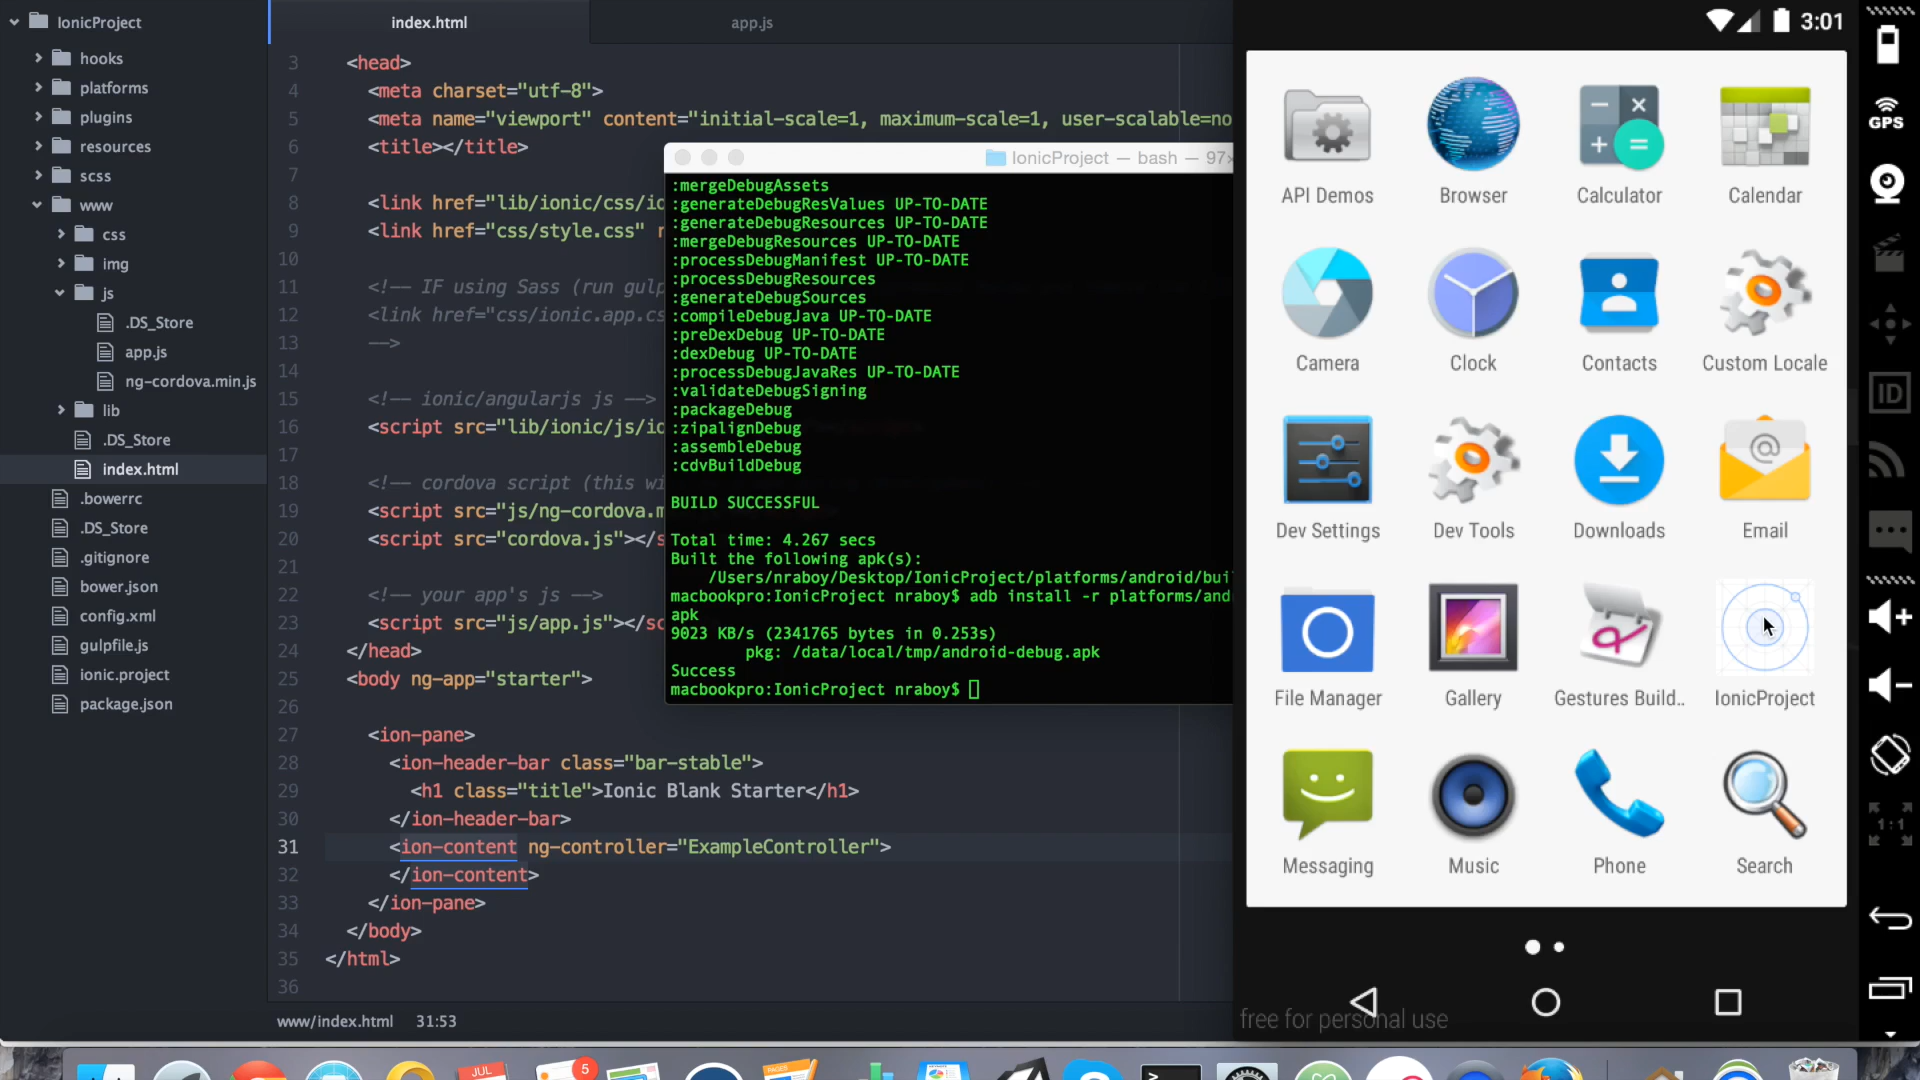 IonicProject
hooks
platforms
plugins
resources
scss
www
css
img
js
.DS_Store
app.js
ng-cordova.min.js
lib
.DS_Store
index.html
.bowerrc
.DS_Store
.gitignore
bower.json
config.xml
gulpfile.js
ionic.project
package.json
index.html
app.js
3 <head>
4 <meta charset="utf-8">
5 <meta name="viewport" content="initial-scale=1, maximum-scale=1, user-scalable=no
6 <title></title>
7
8 <link href="lib/ionic/css/io
9 <link href="css/style.css"
10
11 <!-- IF using Sass (run gulp
12 <link href="css/ionic.app.cs
13 -->
14
15 <!-- ionic/angularjs js -->
16 <script src="lib/ionic/js/io
17
18 <!-- cordova script (this wi
19 <script src="js/ng-cordova.m
20 <script src="cordova.js"></s
21
22 <!-- your app's js -->
23 <script src="js/app.js"></sc
24 </head>
25 <body ng-app="starter">
26
27 <ion-pane>
28 <ion-header-bar class="bar-stable">
29 <h1 class="title">Ionic Blank Starter</h1>
30 </ion-header-bar>
31 <ion-content ng-controller="ExampleController">
32 </ion-content>
33 </ion-pane>
34 </body>
35 </html>
36
www/index.html 31:53
IonicProject — bash — 97×
:mergeDebugAssets
:generateDebugResValues UP-TO-DATE
:generateDebugResources UP-TO-DATE
:mergeDebugResources UP-TO-DATE
:processDebugManifest UP-TO-DATE
:processDebugResources
:generateDebugSources
:compileDebugJava UP-TO-DATE
:preDexDebug UP-TO-DATE
:dexDebug UP-TO-DATE
:processDebugJavaRes UP-TO-DATE
:validateDebugSigning
:packageDebug
:zipalignDebug
:assembleDebug
:cdvBuildDebug
BUILD SUCCESSFUL
Total time: 4.267 secs
Built the following apk(s):
/Users/nraboy/Desktop/IonicProject/platforms/android/bui
macbookpro:IonicProject nraboy$ adb install -r platforms/and
apk
9023 KB/s (2341765 bytes in 0.253s)
pkg: /data/local/tmp/android-debug.apk
Success
macbookpro:IonicProject nraboy$
3:01
API Demos Browser Calculator Calendar
Camera Clock Contacts Custom Locale
Dev Settings Dev Tools Downloads Email
File Manager Gallery Gestures Build.. IonicProject
Messaging Music Phone Search
free for personal use
GPS
ID
1:1
JUL
5
PAGES